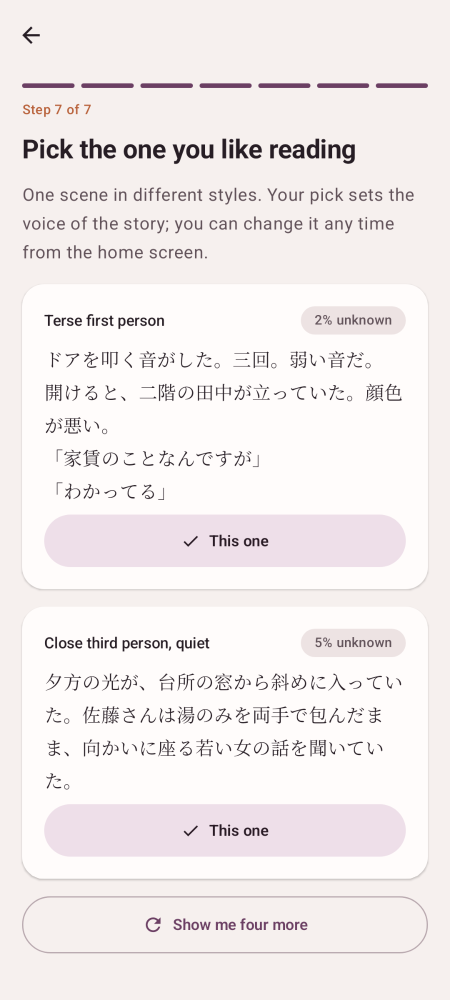 Step 7 of 7
Pick the one you like reading
One scene in different styles. Your pick sets the
voice of the story; you can change it any time
from the home screen.
Terse first person
2% unknown
ドアを叩く音がした。三回。弱い音だ。
開けると、二階の田中が立っていた。顔色
が悪い。
「家賃のことなんですが」
「わかってる」
This one
Close third person, quiet
5% unknown
夕方の光が、台所の窓から斜めに入ってい
た。佐藤さんは湯のみを両手で包んだま
ま、向かいに座る若い女の話を聞いてい
た。
This one
Show me four more